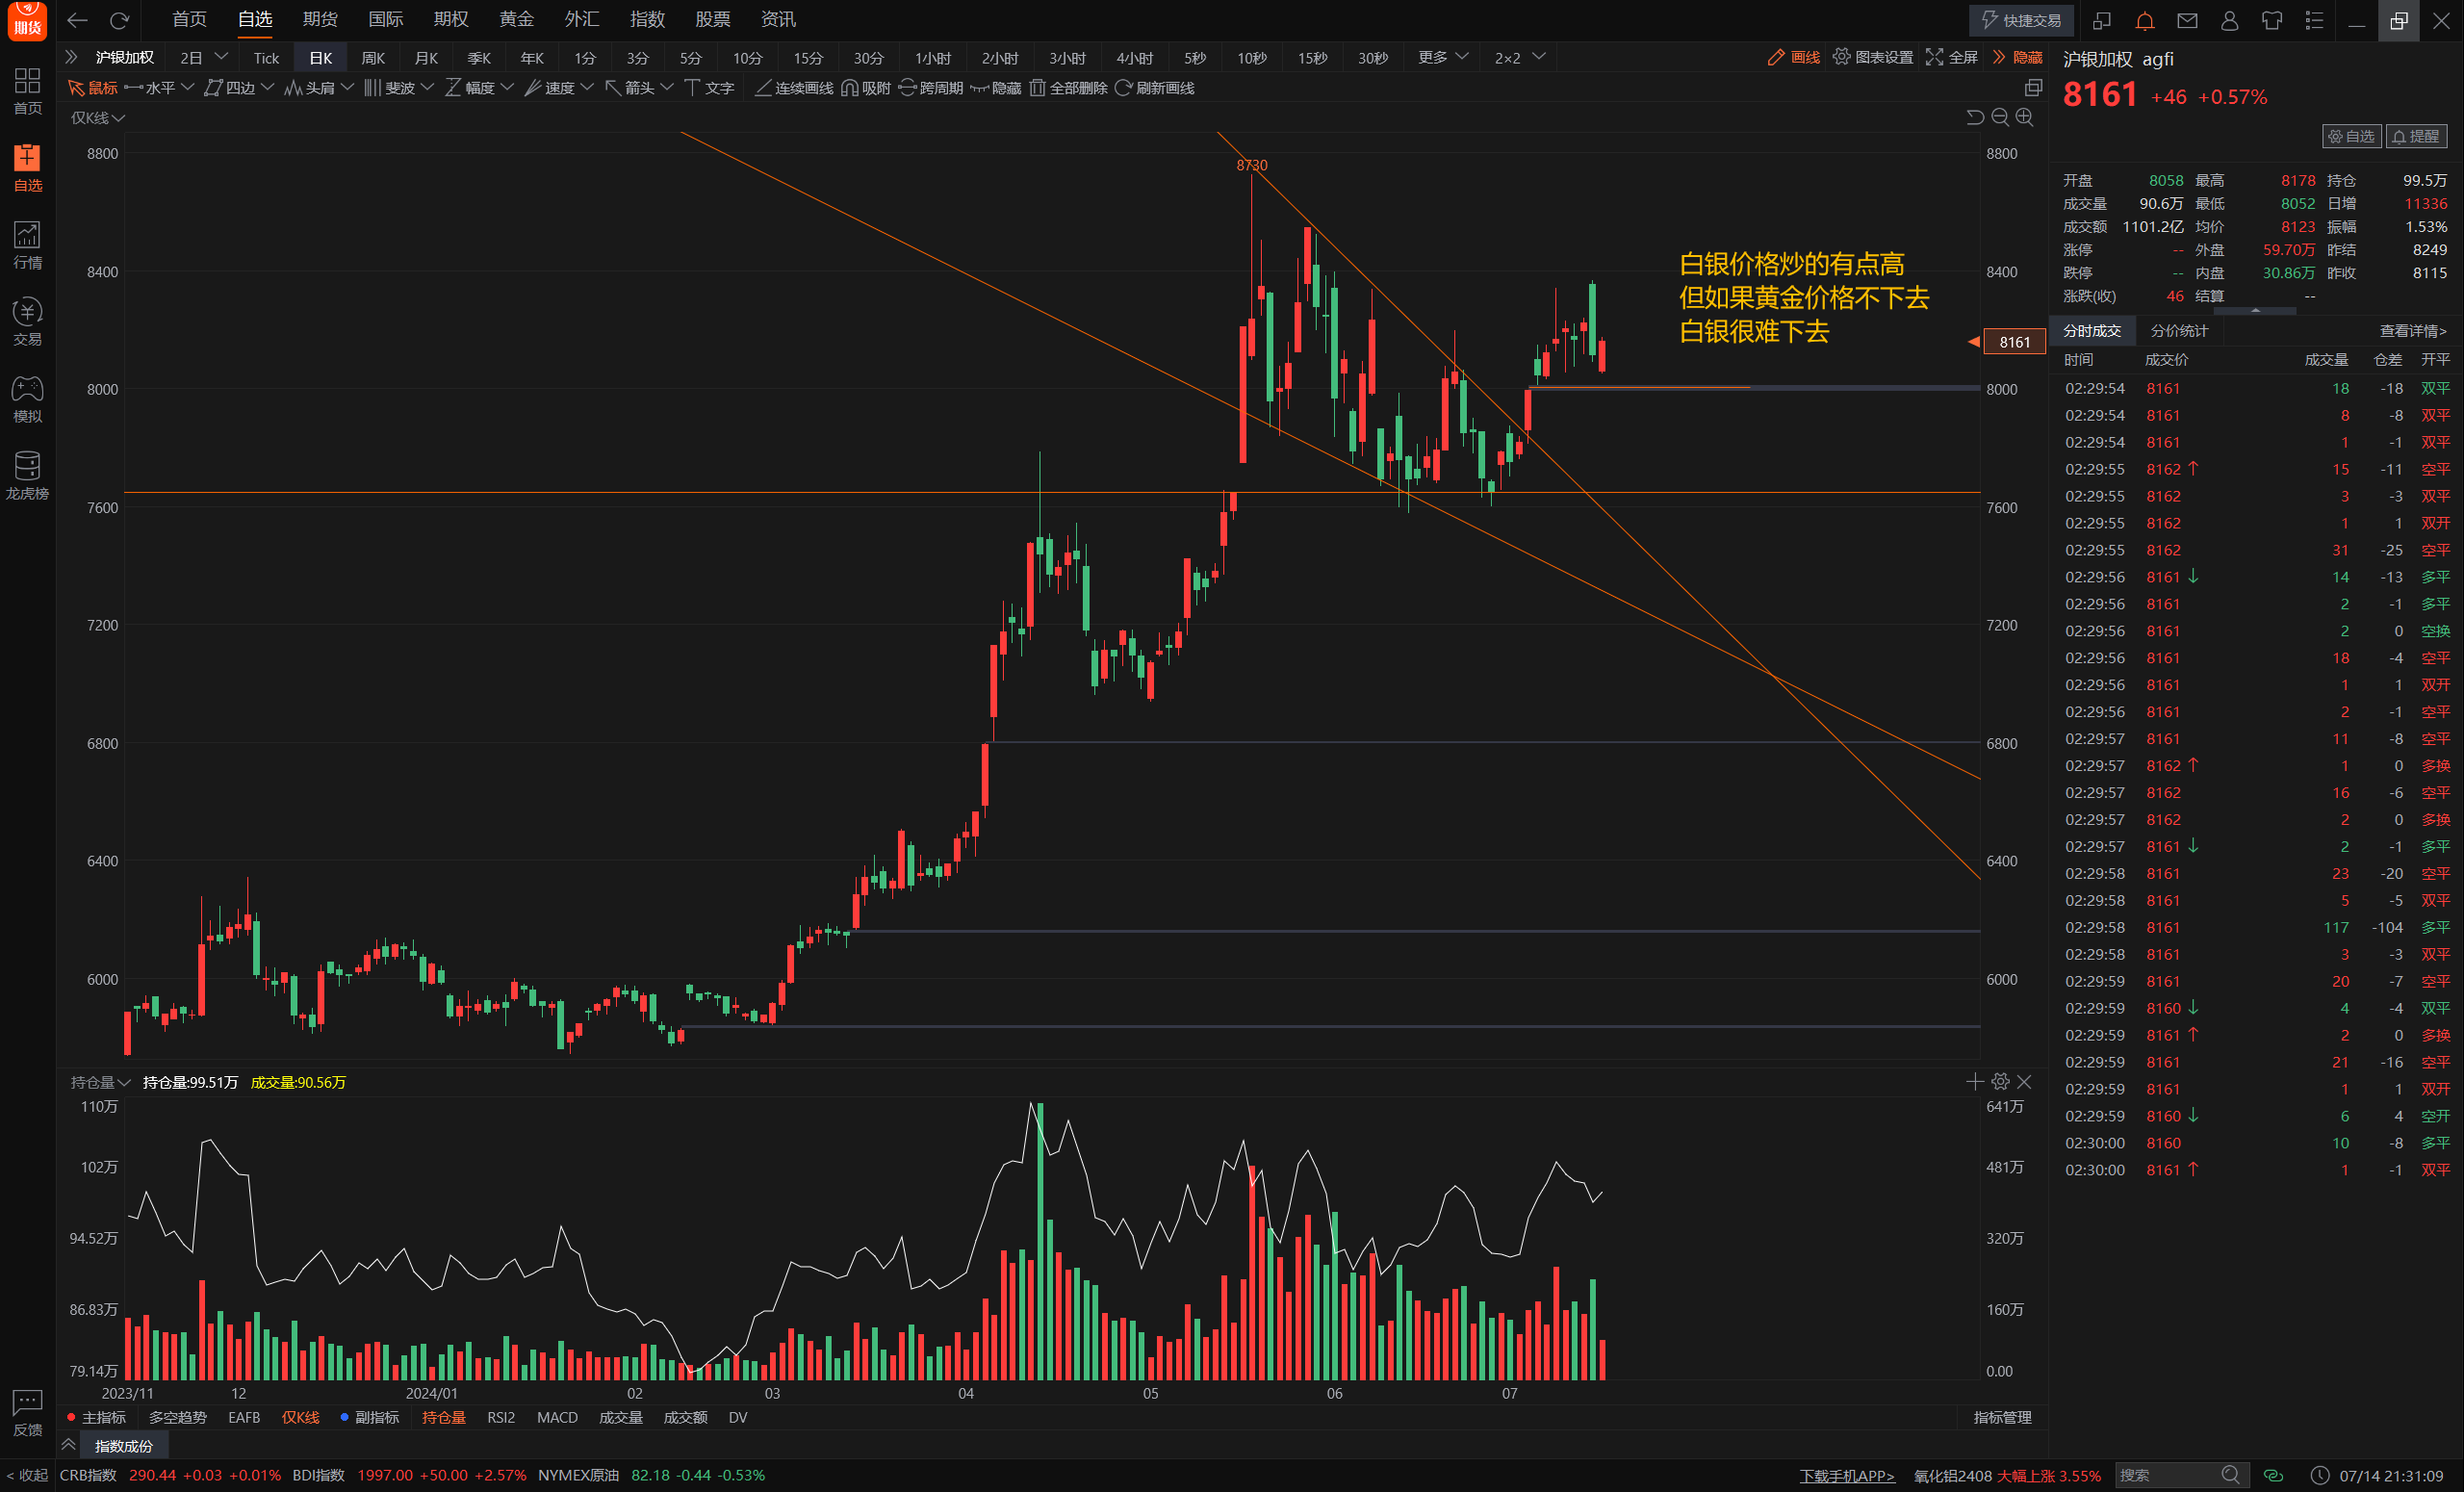 期货 首页 自选 期货 国际 期权 黄金 外汇 指数 股票 资讯 快捷交易
沪银加权 2日 Tick 日K 周K 月K 季K 年K 1分 3分 5分 10分 15分 30分 1小时 2小时 3小时 4小时 5秒 10秒 15秒 30秒 更多 2×2 画线 图表设置 全屏 隐藏
鼠标 水平 四边 头肩 斐波 幅度 速度 箭头 文字 连续画线 吸附 跨周期 隐藏 全部删除 刷新画线
首页
自选
行情
交易
模拟
龙虎榜
反馈
< 收起
仅K线
8800 8800
8730
8400 8400
白银价格炒的有点高
但如果黄金价格不下去
白银很难下去
8161
8000 8000
7600 7600
7200 7200
6800 6800
6400 6400
6000 6000
持仓量 持仓量:99.51万 成交量:90.56万
110万 641万
102万 481万
94.52万 320万
86.83万 160万
79.14万 0.00
2023/11 12 2024/01 02 03 04 05 06 07
主指标 多空趋势 EAFB 仅K线 副指标 持仓量 RSI2 MACD 成交量 成交额 DV 指标管理
指数成份
沪银加权 agfi
8161 +46 +0.57%
自选 提醒
开盘 8058 最高 8178 持仓 99.5万
成交量 90.6万 最低 8052 日增 11336
成交额 1101.2亿 均价 8123 振幅 1.53%
涨停 -- 外盘 59.70万 昨结 8249
跌停 -- 内盘 30.86万 昨收 8115
涨跌(收) 46 结算 --
分时成交 分价统计 查看详情>
时间 成交价 成交量 仓差 开平
02:29:54 8161 18 -18 双平
02:29:54 8161 8 -8 双平
02:29:54 8161 1 -1 双平
02:29:55 8162 ↑ 15 -11 空平
02:29:55 8162 3 -3 双平
02:29:55 8162 1 1 双开
02:29:55 8162 31 -25 空平
02:29:56 8161 ↓ 14 -13 多平
02:29:56 8161 2 -1 多平
02:29:56 8161 2 0 空换
02:29:56 8161 18 -4 空平
02:29:56 8161 1 1 双开
02:29:56 8161 2 -1 空平
02:29:57 8161 11 -8 空平
02:29:57 8162 ↑ 1 0 多换
02:29:57 8162 16 -6 空平
02:29:57 8162 2 0 多换
02:29:57 8161 ↓ 2 -1 多平
02:29:58 8161 23 -20 空平
02:29:58 8161 5 -5 双平
02:29:58 8161 117 -104 多平
02:29:58 8161 3 -3 双平
02:29:59 8161 20 -7 空平
02:29:59 8160 ↓ 4 -4 双平
02:29:59 8161 ↑ 2 0 多换
02:29:59 8161 21 -16 空平
02:29:59 8161 1 1 双开
02:29:59 8160 ↓ 6 4 空开
02:30:00 8160 10 -8 多平
02:30:00 8161 ↑ 1 -1 双平
CRB指数 290.44 +0.03 +0.01% BDI指数 1997.00 +50.00 +2.57% NYMEX原油 82.18 -0.44 -0.53% 下载手机APP> 氧化铝2408 大幅上涨 3.55% 搜索 07/14 21:31:09